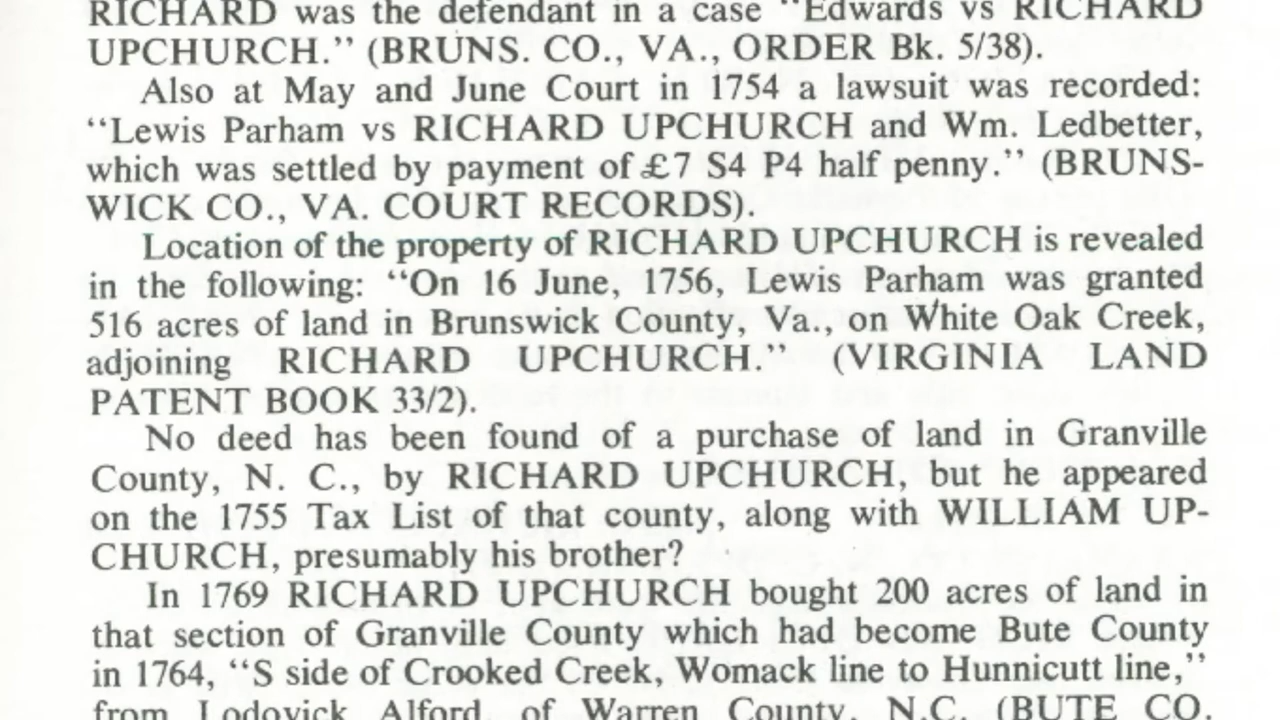 RICHARD was the defendant in a case “Edwards vs RICHARD
UPCHURCH.” (BRUNS. CO., VA., ORDER Bk. 5/38).
Also at May and June Court in 1754 a lawsuit was recorded:
“Lewis Parham vs RICHARD UPCHURCH and Wm. Ledbetter,
which was settled by payment of £7 S4 P4 half penny.” (BRUNS-
WICK CO., VA. COURT RECORDS).
Location of the property of RICHARD UPCHURCH is revealed
in the following: “On 16 June, 1756, Lewis Parham was granted
516 acres of land in Brunswick County, Va., on White Oak Creek,
adjoining RICHARD UPCHURCH.” (VIRGINIA LAND
PATENT BOOK 33/2).
No deed has been found of a purchase of land in Granville
County, N. C., by RICHARD UPCHURCH, but he appeared
on the 1755 Tax List of that county, along with WILLIAM UP-
CHURCH, presumably his brother?
In 1769 RICHARD UPCHURCH bought 200 acres of land in
that section of Granville County which had become Bute County
in 1764, “S side of Crooked Creek, Womack line to Hunnicutt line,”
from Lodovick Alford, of Warren County, N.C. (BUTE CO.